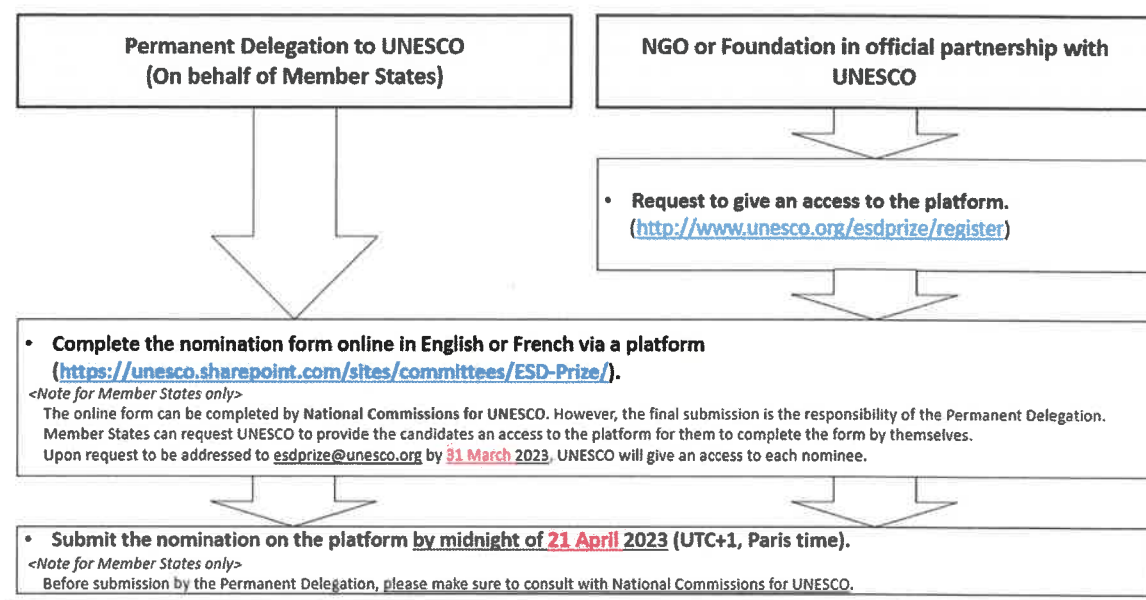 Permanent Delegation to UNESCO
(On behalf of Member States)
NGO or Foundation in official partnership with
UNESCO
• Request to give an access to the platform.
(http://www.unesco.org/esdprize/register)
• Complete the nomination form online in English or French via a platform
(https://unesco.sharepoint.com/sites/committees/ESD-Prize/).
<Note for Member States only>
The online form can be completed by National Commissions for UNESCO. However, the final submission is the responsibility of the Permanent Delegation.
Member States can request UNESCO to provide the candidates an access to the platform for them to complete the form by themselves.
Upon request to be addressed to esdprize@unesco.org by 31 March 2023, UNESCO will give an access to each nominee.
• Submit the nomination on the platform by midnight of 21 April 2023 (UTC+1, Paris time).
<Note for Member States only>
Before submission by the Permanent Delegation, please make sure to consult with National Commissions for UNESCO.